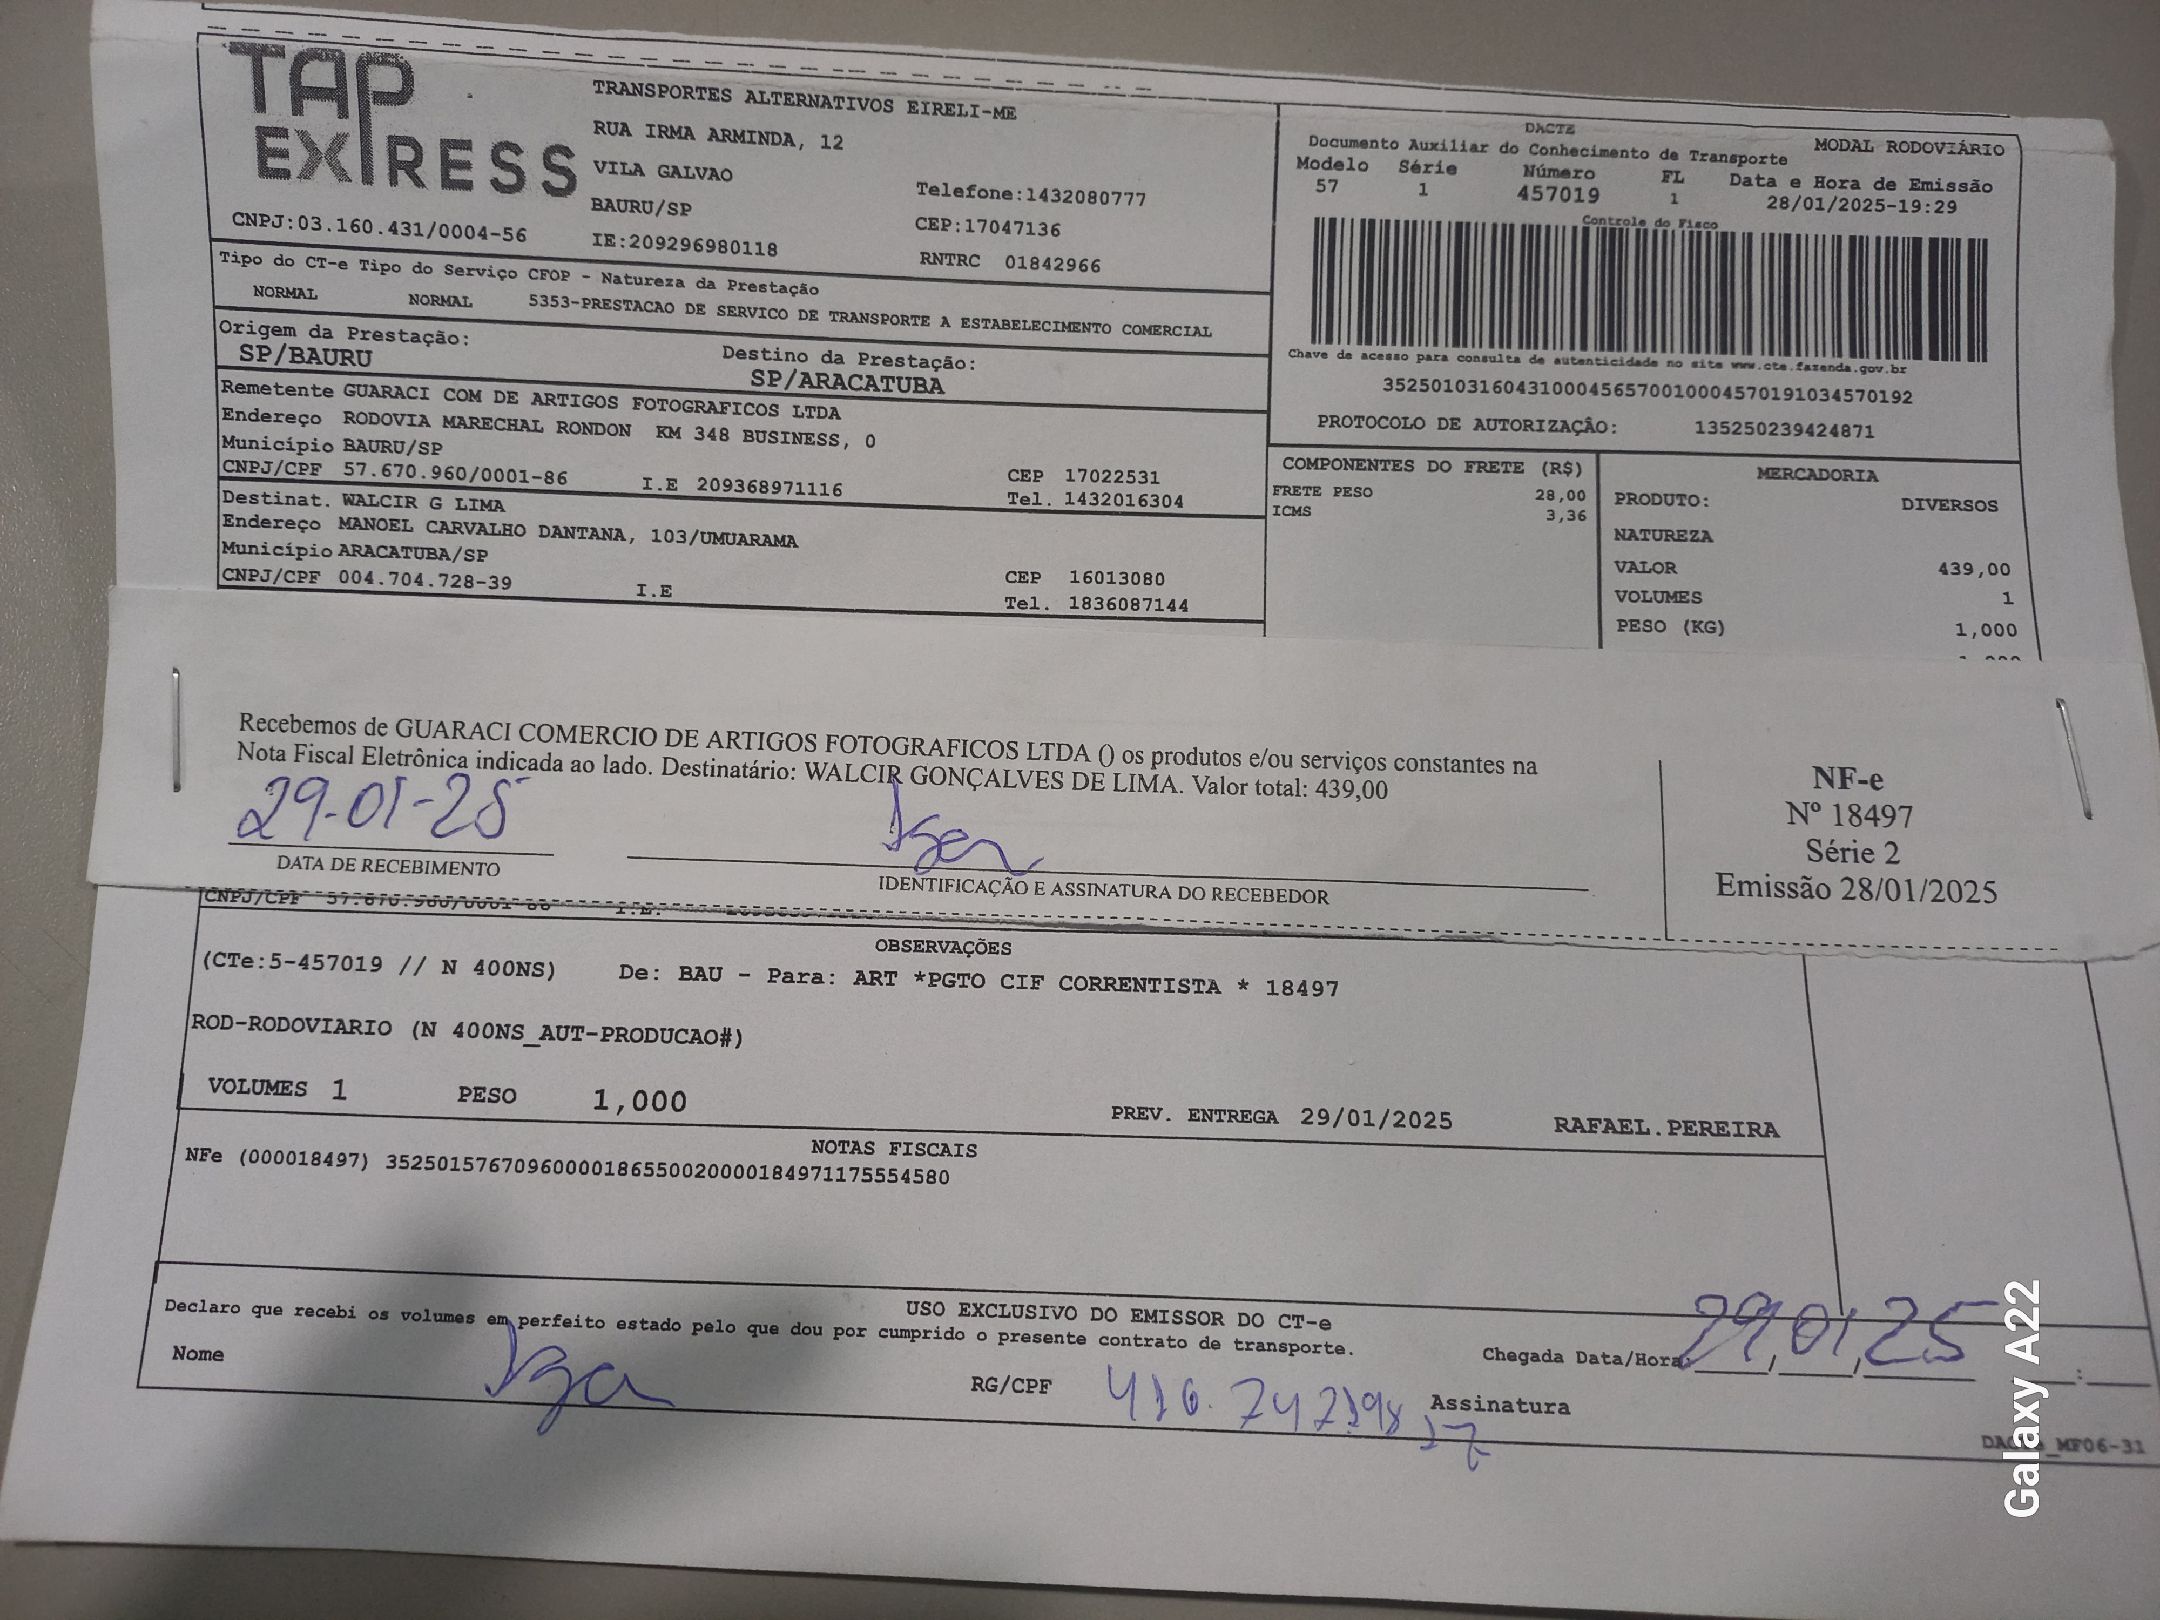 TAP EXPRESS
TRANSPORTES ALTERNATIVOS EIRELI-ME
RUA IRMA ARMINDA, 12
VILA GALVAO
Telefone:1432080777
BAURU/SP
CEP:17047136
CNPJ:03.160.431/0004-56
IE:209296980118
RNTRC 01842966
DACTE
Documento Auxiliar do Conhecimento de Transporte
MODAL RODOVIÁRIO
Modelo Série Número FL Data e Hora de Emissão
57 1 457019 1 28/01/2025-19:29
Controle do Fisco
Chave de acesso para consulta de autenticidade no site www.cte.fazenda.gov.br
35250103160431000456570010004570191034570192
PROTOCOLO DE AUTORIZAÇÂO: 135250239424871
Tipo do CT-e Tipo do Serviço CFOP - Natureza da Prestação
NORMAL NORMAL 5353-PRESTACAO DE SERVICO DE TRANSPORTE A ESTABELECIMENTO COMERCIAL
Origem da Prestação:
SP/BAURU
Destino da Prestação:
SP/ARACATUBA
Remetente GUARACI COM DE ARTIGOS FOTOGRAFICOS LTDA
Endereço RODOVIA MARECHAL RONDON KM 348 BUSINESS, 0
Município BAURU/SP
CEP 17022531
CNPJ/CPF 57.670.960/0001-86 I.E 209368971116
Tel. 1432016304
Destinat. WALCIR G LIMA
Endereço MANOEL CARVALHO DANTANA, 103/UMUARAMA
Município ARACATUBA/SP
CEP 16013080
CNPJ/CPF 004.704.728-39 I.E
Tel. 1836087144
COMPONENTES DO FRETE (R$)
FRETE PESO 28,00
ICMS 3,36
MERCADORIA
PRODUTO: DIVERSOS
NATUREZA
VALOR 439,00
VOLUMES 1
PESO (KG) 1,000
Recebemos de GUARACI COMERCIO DE ARTIGOS FOTOGRAFICOS LTDA () os produtos e/ou serviços constantes na
Nota Fiscal Eletrônica indicada ao lado. Destinatário: WALCIR GONÇALVES DE LIMA. Valor total: 439,00
29-01-25
DATA DE RECEBIMENTO
IDENTIFICAÇÃO E ASSINATURA DO RECEBEDOR
NF-e
Nº 18497
Série 2
Emissão 28/01/2025
CNPJ/CPF 57.670.960/0001-86 I.E.
OBSERVAÇÕES
(CTe:5-457019 // N 400NS) De: BAU - Para: ART *PGTO CIF CORRENTISTA * 18497
ROD-RODOVIARIO (N 400NS_AUT-PRODUCAO#)
VOLUMES 1 PESO 1,000
PREV. ENTREGA 29/01/2025 RAFAEL.PEREIRA
NOTAS FISCAIS
NFe (000018497) 35250157670960000186550020000184971175554580
USO EXCLUSIVO DO EMISSOR DO CT-e
Declaro que recebi os volumes em perfeito estado pelo que dou por cumprido o presente contrato de transporte.
Nome
RG/CPF
Assinatura
Chegada Data/Hora: 29/01/25 :
Galaxy A22